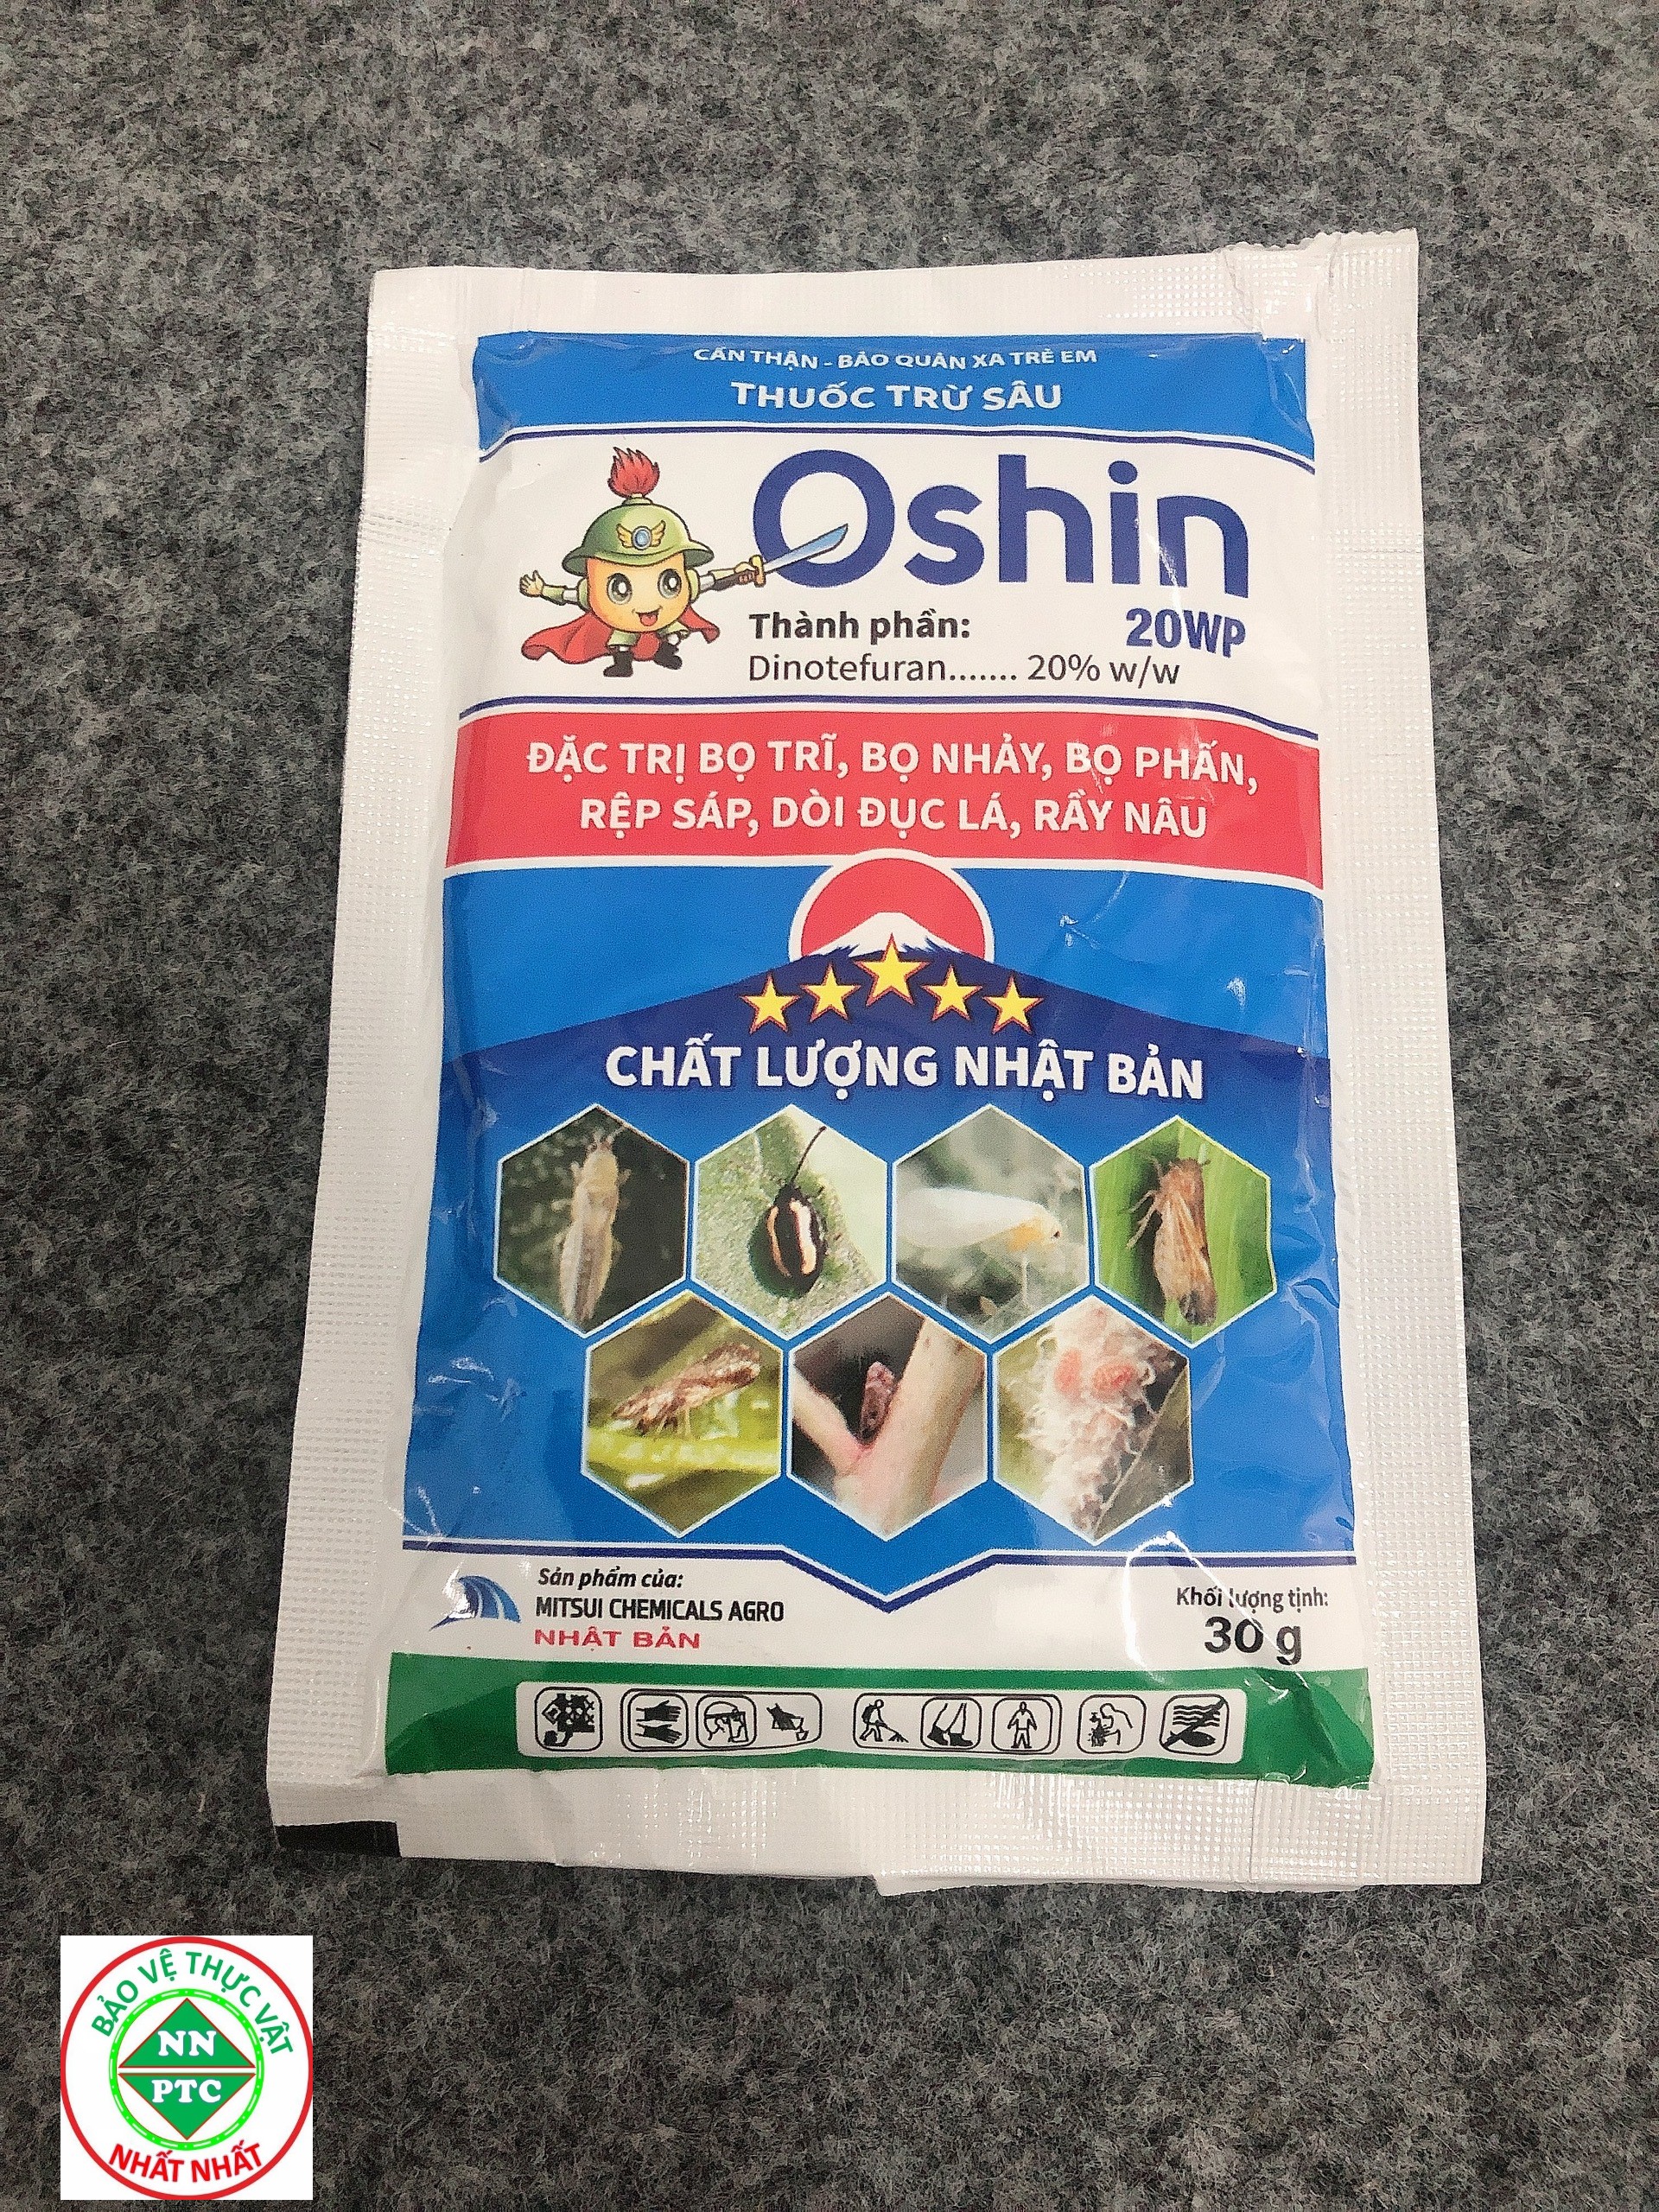 CẨN THẬN - BẢO QUẢN XA TRẺ EM
THUỐC TRỪ SÂU
Oshin
20WP
Thành phần:
Dinotefuran....... 20% w/w
ĐẶC TRỊ BỌ TRĨ, BỌ NHẢY, BỌ PHẤN,
RỆP SÁP, DÒI ĐỤC LÁ, RẦY NÂU
CHẤT LƯỢNG NHẬT BẢN
Sản phẩm của:
MITSUI CHEMICALS AGRO
NHẬT BẢN
Khối lượng tịnh:
30 g
BẢO VỆ THỰC VẬT
NN
PTC
NHẤT NHẤT